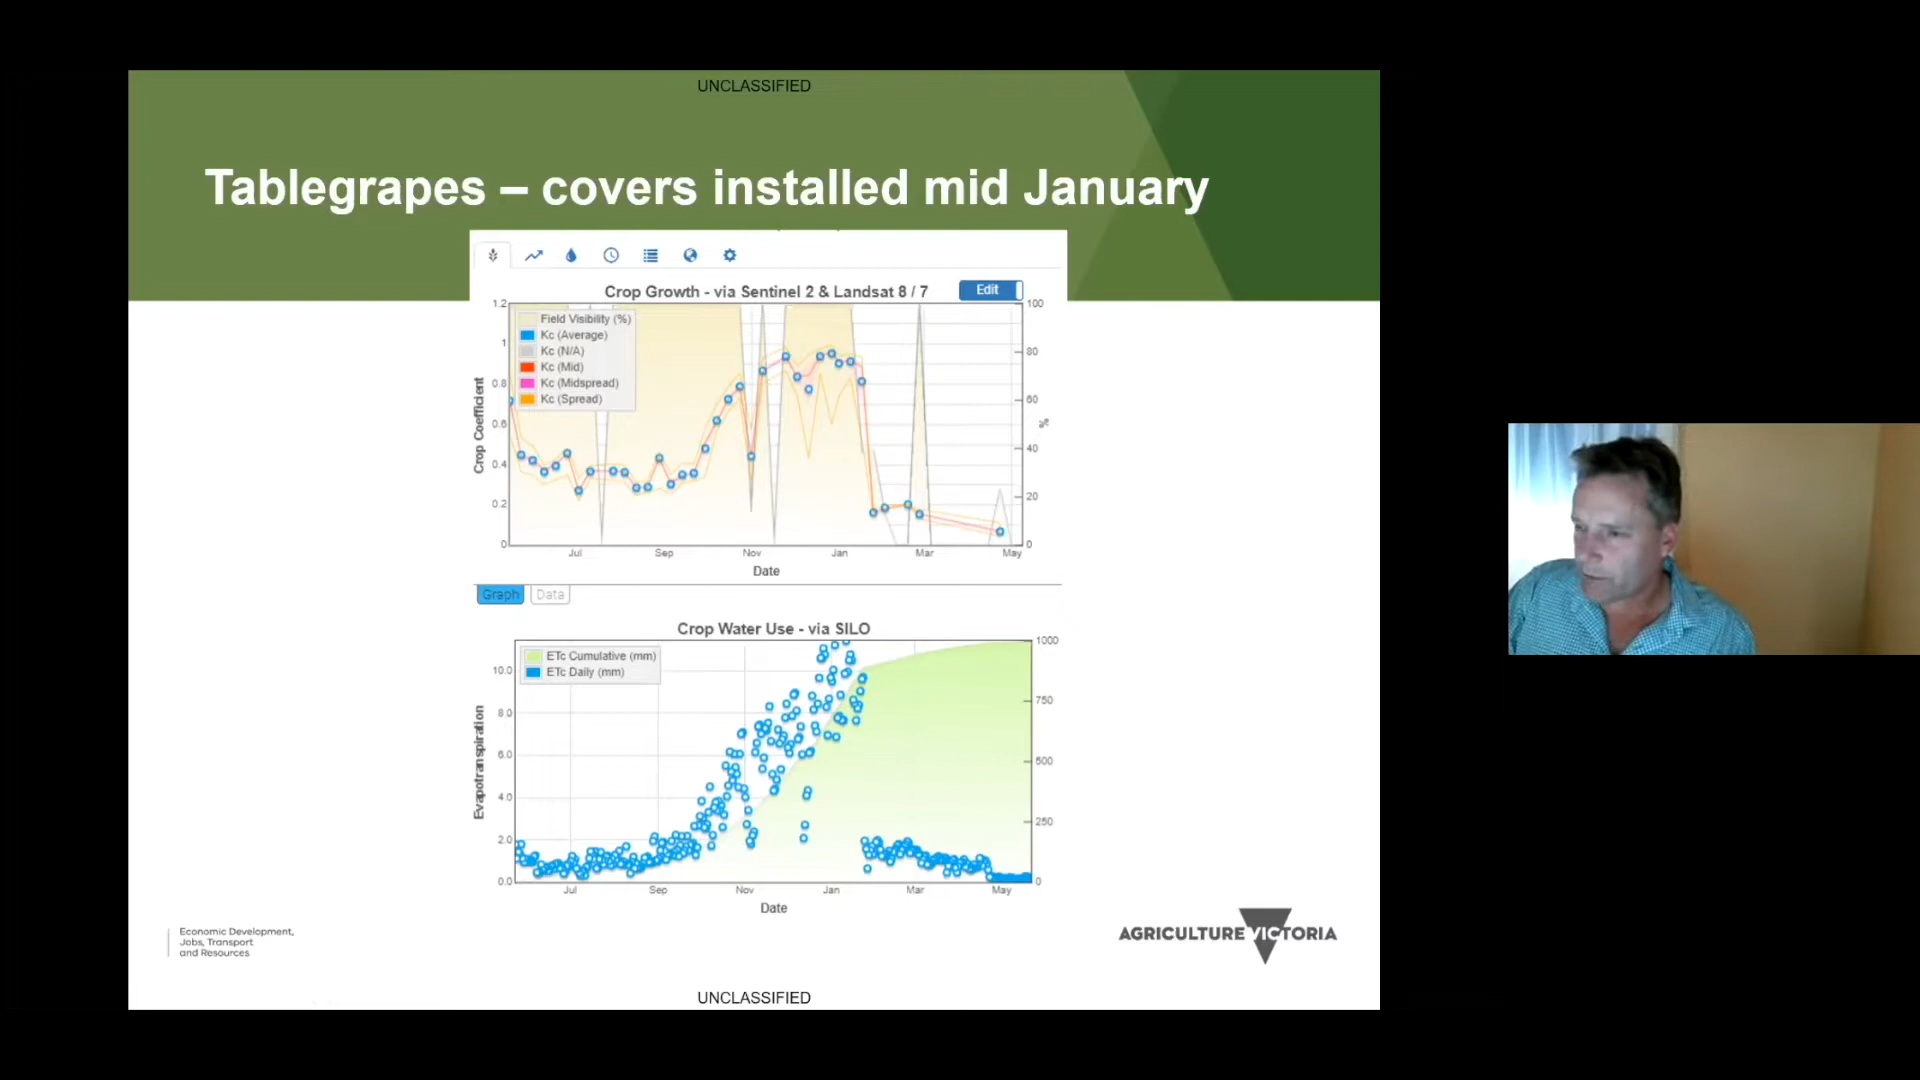 UNCLASSIFIED
Tablegrapes – covers installed mid January
Crop Growth - via Sentinel 2 & Landsat 8 / 7
Edit
Field Visibility (%)
Kc (Average)
Kc (N/A)
Kc (Mid)
Kc (Midspread)
Kc (Spread)
Crop Coefficient
1.2
1
0.8
0.6
0.4
0.2
0
100
80
60
40
20
0
%
Jul Sep Nov Jan Mar May
Date
Graph Data
Crop Water Use - via SILO
ETc Cumulative (mm)
ETc Daily (mm)
Evapotranspiration
10.0
8.0
6.0
4.0
2.0
0.0
1000
750
500
250
0
Jul Sep Nov Jan Mar May
Date
Economic Development,
Jobs, Transport
and Resources
AGRICULTURE VICTORIA
UNCLASSIFIED